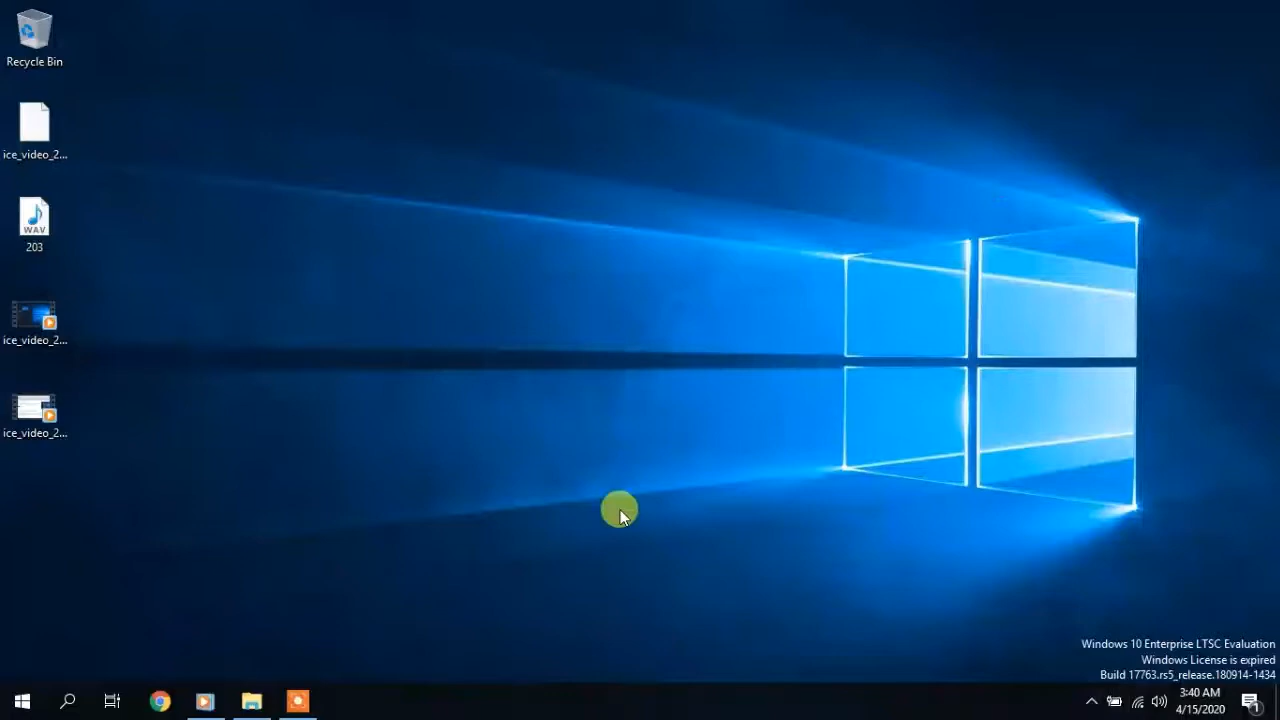 Recycle Bin
ice_video_2...
WAV
203
ice_video_2...
ice_video_2...
Windows 10 Enterprise LTSC Evaluation
Windows License is expired
Build 17763.rs5_release.180914-1434
3:40 AM
4/15/2020
1